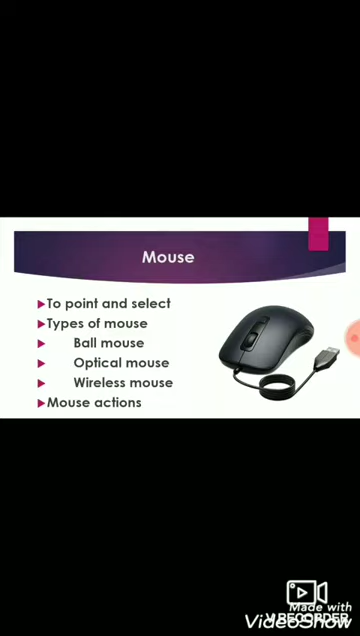 Mouse
To point and select
Types of mouse
Ball mouse
Optical mouse
Wireless mouse
Mouse actions
Made with
V RECORDER
VideoShow